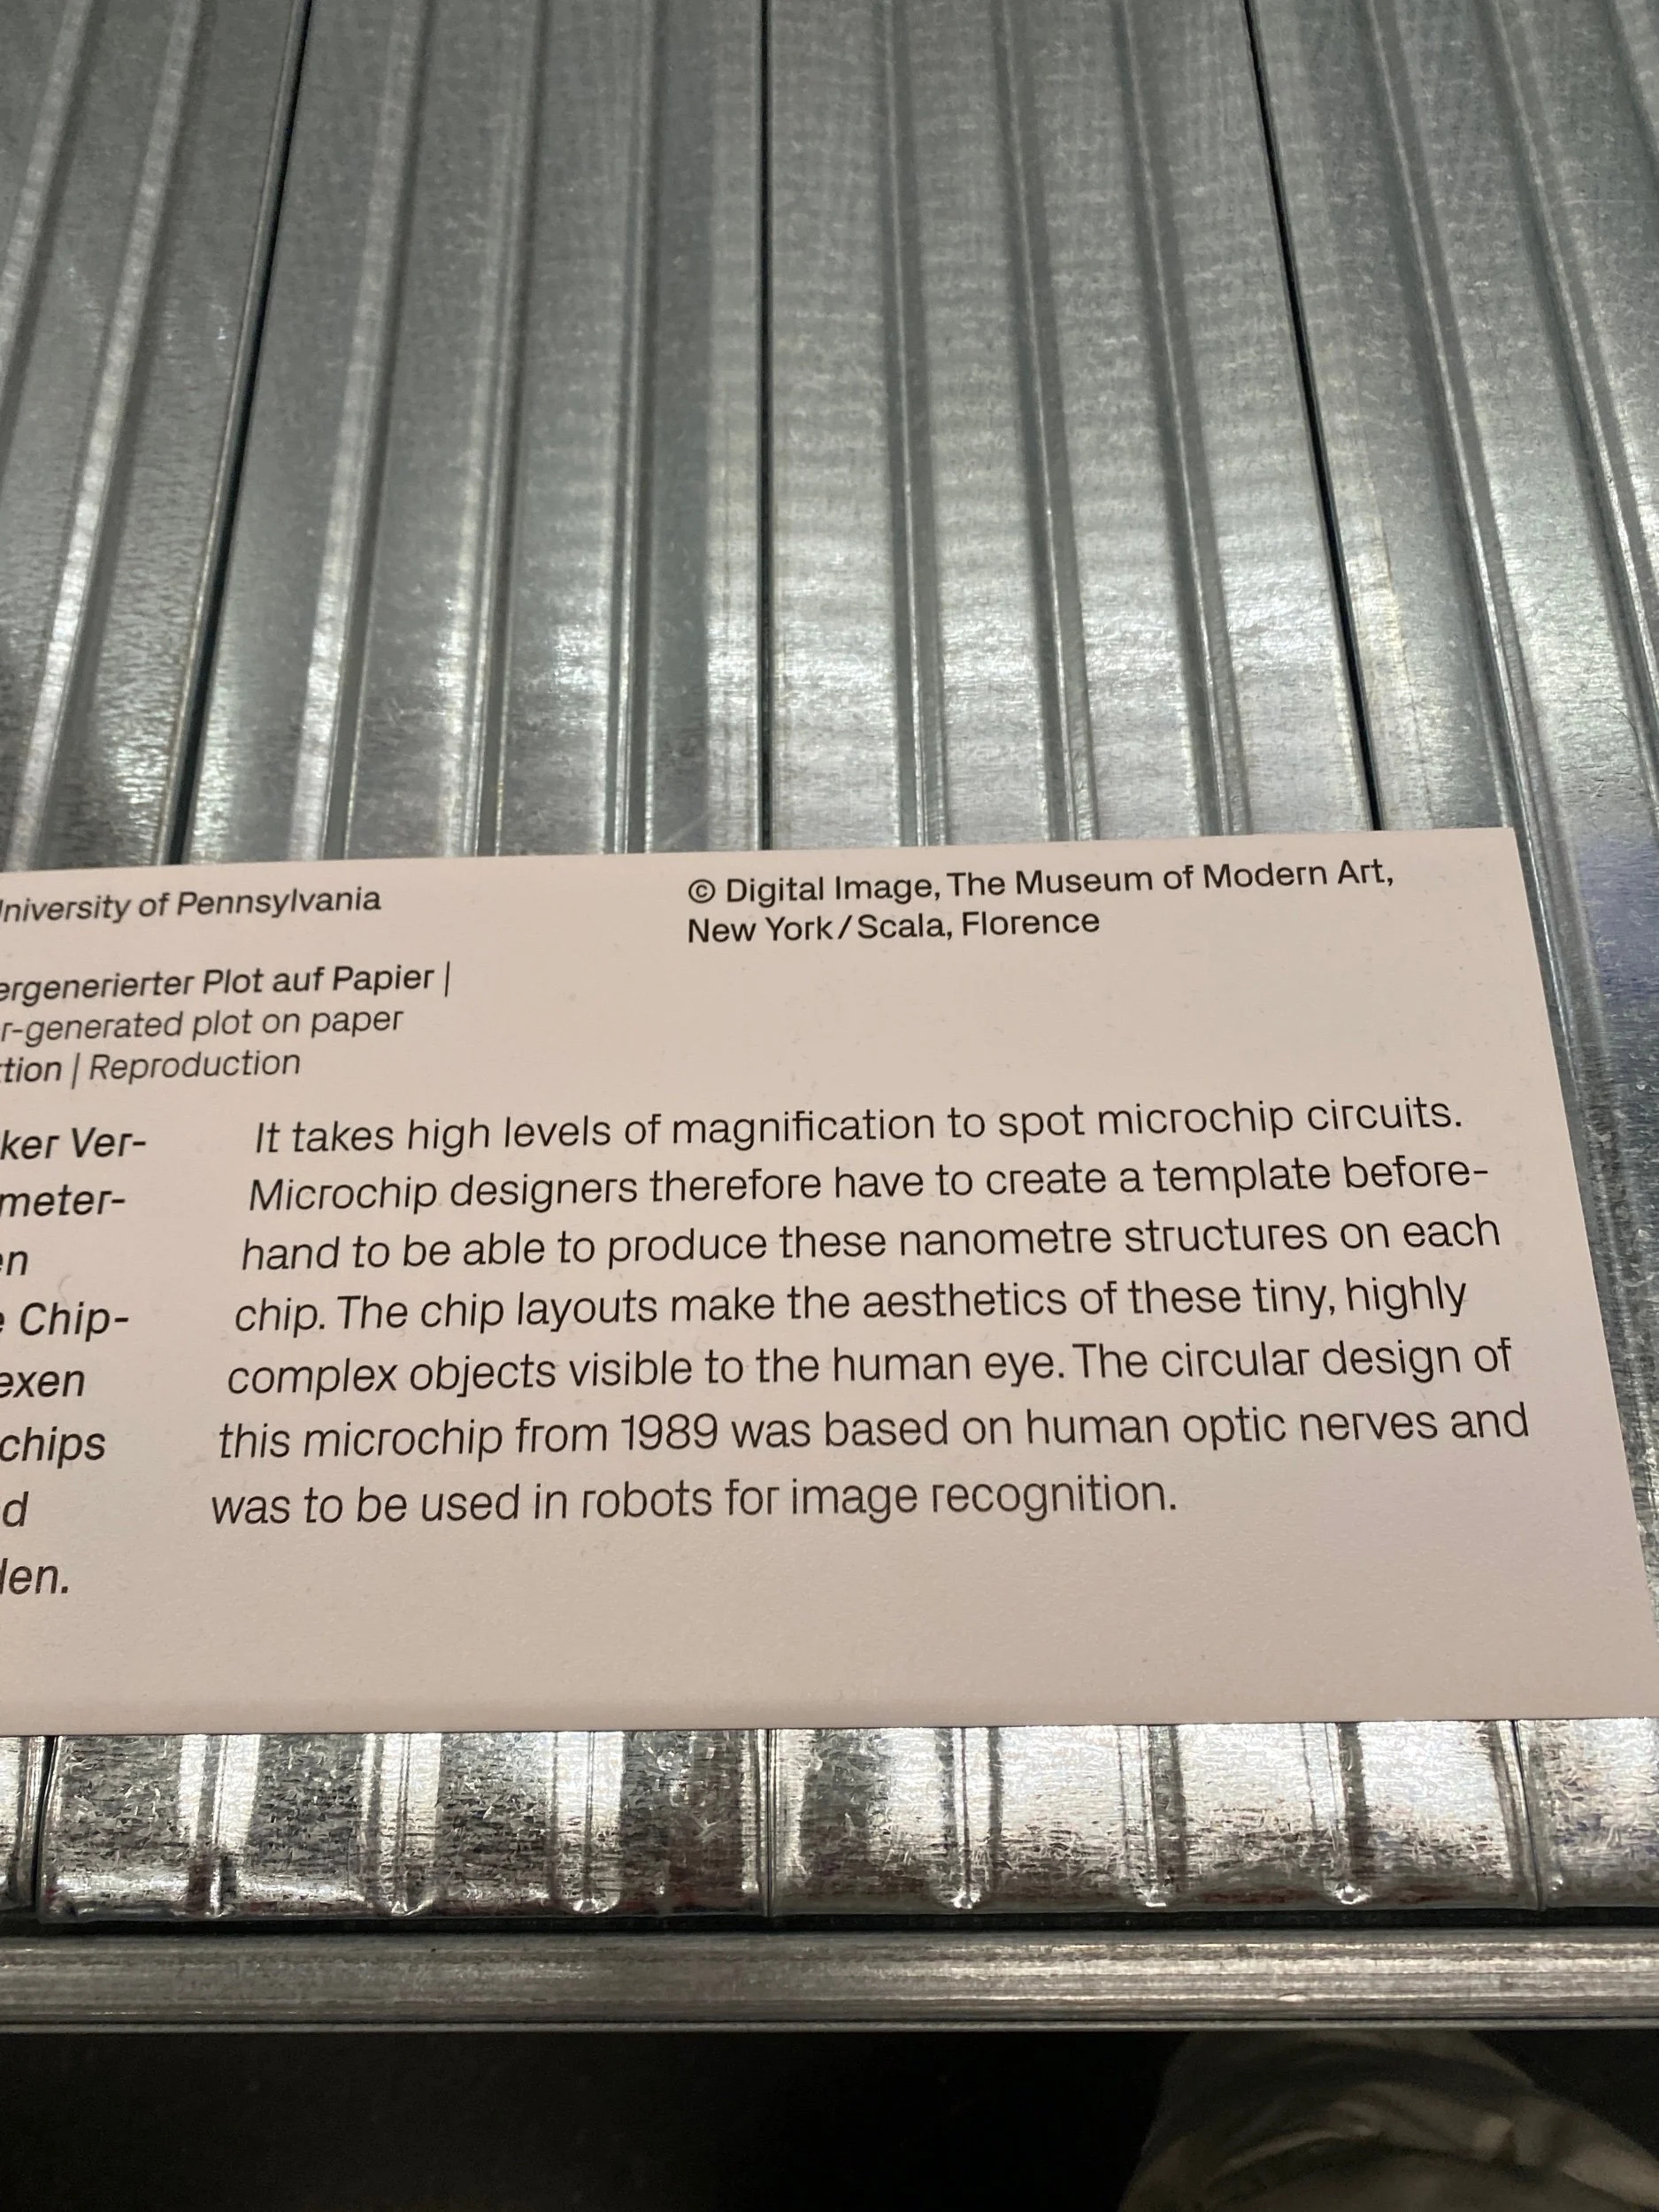 University of Pennsylvania
© Digital Image, The Museum of Modern Art,
New York / Scala, Florence
ergenerierter Plot auf Papier |
r-generated plot on paper
tion | Reproduction
ker Ver-
meter-
en
e Chip-
exen
chips
d
den.
It takes high levels of magnification to spot microchip circuits.
Microchip designers therefore have to create a template before-
hand to be able to produce these nanometre structures on each
chip. The chip layouts make the aesthetics of these tiny, highly
complex objects visible to the human eye. The circular design of
this microchip from 1989 was based on human optic nerves and
was to be used in robots for image recognition.